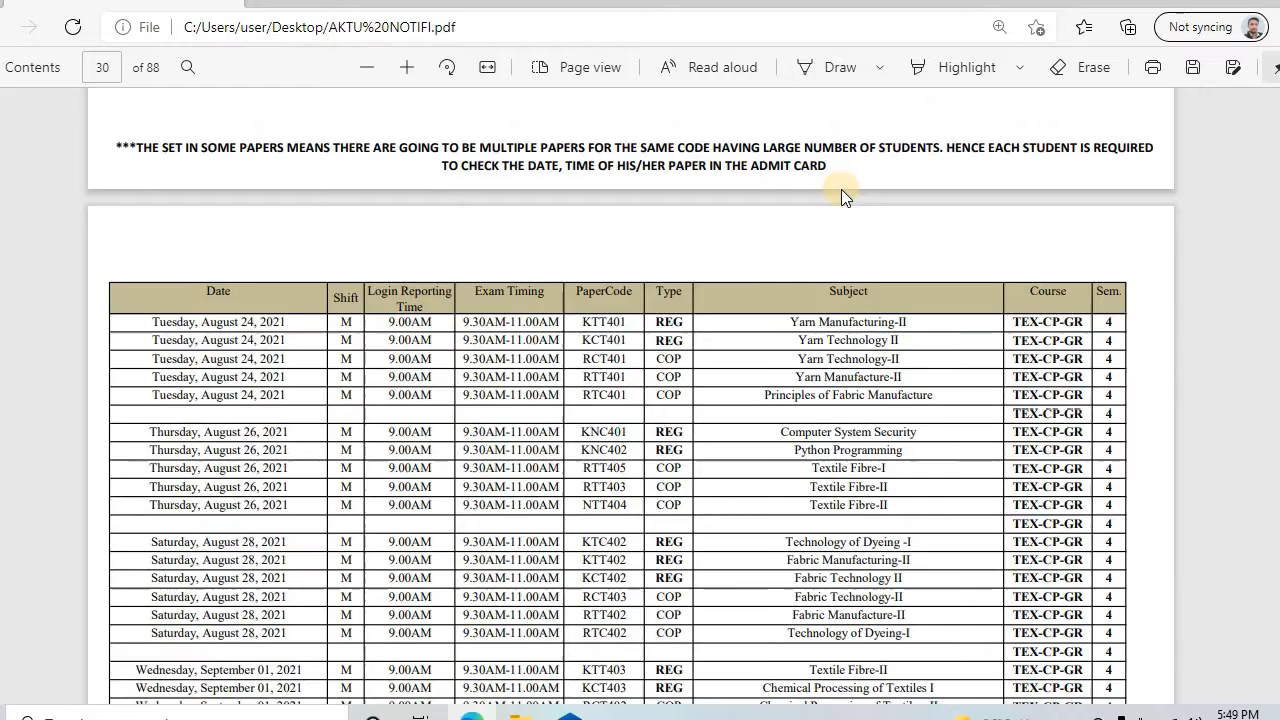 File C:/Users/user/Desktop/AKTU%20NOTIFI.pdf Not syncing
Contents 30 of 88 Page view Read aloud Draw Highlight Erase
***THE SET IN SOME PAPERS MEANS THERE ARE GOING TO BE MULTIPLE PAPERS FOR THE SAME CODE HAVING LARGE NUMBER OF STUDENTS. HENCE EACH STUDENT IS REQUIRED
TO CHECK THE DATE, TIME OF HIS/HER PAPER IN THE ADMIT CARD
Date Shift Login Reporting Time Exam Timing PaperCode Type Subject Course Sem.
Tuesday, August 24, 2021 M 9.00AM 9.30AM-11.00AM KTT401 REG Yarn Manufacturing-II TEX-CP-GR 4
Tuesday, August 24, 2021 M 9.00AM 9.30AM-11.00AM KCT401 REG Yarn Technology II TEX-CP-GR 4
Tuesday, August 24, 2021 M 9.00AM 9.30AM-11.00AM RCT401 COP Yarn Technology-II TEX-CP-GR 4
Tuesday, August 24, 2021 M 9.00AM 9.30AM-11.00AM RTT401 COP Yarn Manufacture-II TEX-CP-GR 4
Tuesday, August 24, 2021 M 9.00AM 9.30AM-11.00AM RTC401 COP Principles of Fabric Manufacture TEX-CP-GR 4
TEX-CP-GR 4
Thursday, August 26, 2021 M 9.00AM 9.30AM-11.00AM KNC401 REG Computer System Security TEX-CP-GR 4
Thursday, August 26, 2021 M 9.00AM 9.30AM-11.00AM KNC402 REG Python Programming TEX-CP-GR 4
Thursday, August 26, 2021 M 9.00AM 9.30AM-11.00AM RTT405 COP Textile Fibre-I TEX-CP-GR 4
Thursday, August 26, 2021 M 9.00AM 9.30AM-11.00AM RTT403 COP Textile Fibre-II TEX-CP-GR 4
Thursday, August 26, 2021 M 9.00AM 9.30AM-11.00AM NTT404 COP Textile Fibre-II TEX-CP-GR 4
TEX-CP-GR 4
Saturday, August 28, 2021 M 9.00AM 9.30AM-11.00AM KTC402 REG Technology of Dyeing -I TEX-CP-GR 4
Saturday, August 28, 2021 M 9.00AM 9.30AM-11.00AM KTT402 REG Fabric Manufacturing-II TEX-CP-GR 4
Saturday, August 28, 2021 M 9.00AM 9.30AM-11.00AM KCT402 REG Fabric Technology II TEX-CP-GR 4
Saturday, August 28, 2021 M 9.00AM 9.30AM-11.00AM RCT403 COP Fabric Technology-II TEX-CP-GR 4
Saturday, August 28, 2021 M 9.00AM 9.30AM-11.00AM RTT402 COP Fabric Manufacture-II TEX-CP-GR 4
Saturday, August 28, 2021 M 9.00AM 9.30AM-11.00AM RTC402 COP Technology of Dyeing-I TEX-CP-GR 4
TEX-CP-GR 4
Wednesday, September 01, 2021 M 9.00AM 9.30AM-11.00AM KTT403 REG Textile Fibre-II TEX-CP-GR 4
Wednesday, September 01, 2021 M 9.00AM 9.30AM-11.00AM KCT403 REG Chemical Processing of Textiles I TEX-CP-GR 4
5:49 PM